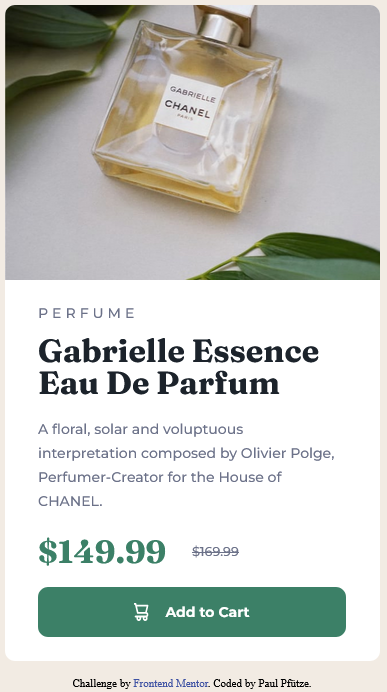 GABRIELLE
CHANEL
PARIS
PERFUME
Gabrielle Essence
Eau De Parfum
A floral, solar and voluptuous
interpretation composed by Olivier Polge,
Perfumer-Creator for the House of
CHANEL.
$149.99 $169.99
Add to Cart
Challenge by Frontend Mentor. Coded by Paul Pfütze.